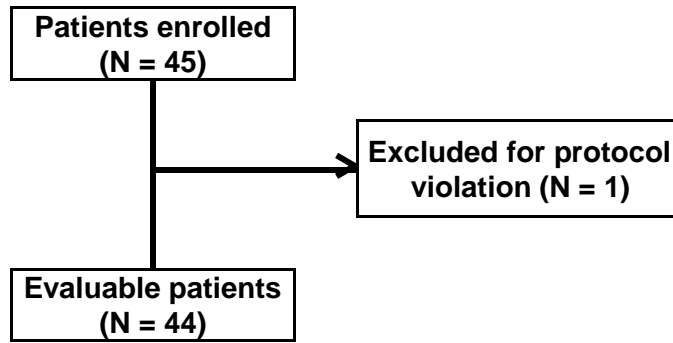 Patients enrolled
(N = 45)
Excluded for protocol
violation (N = 1)
Evaluable patients
(N = 44)